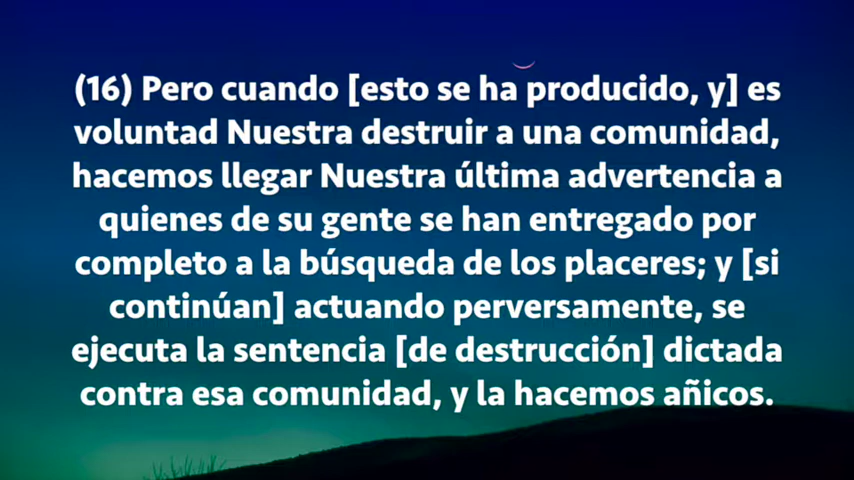 (16) Pero cuando [esto se ha producido, y] es
voluntad Nuestra destruir a una comunidad,
hacemos llegar Nuestra última advertencia a
quienes de su gente se han entregado por
completo a la búsqueda de los placeres; y [si
continúan] actuando perversamente, se
ejecuta la sentencia [de destrucción] dictada
contra esa comunidad, y la hacemos añicos.